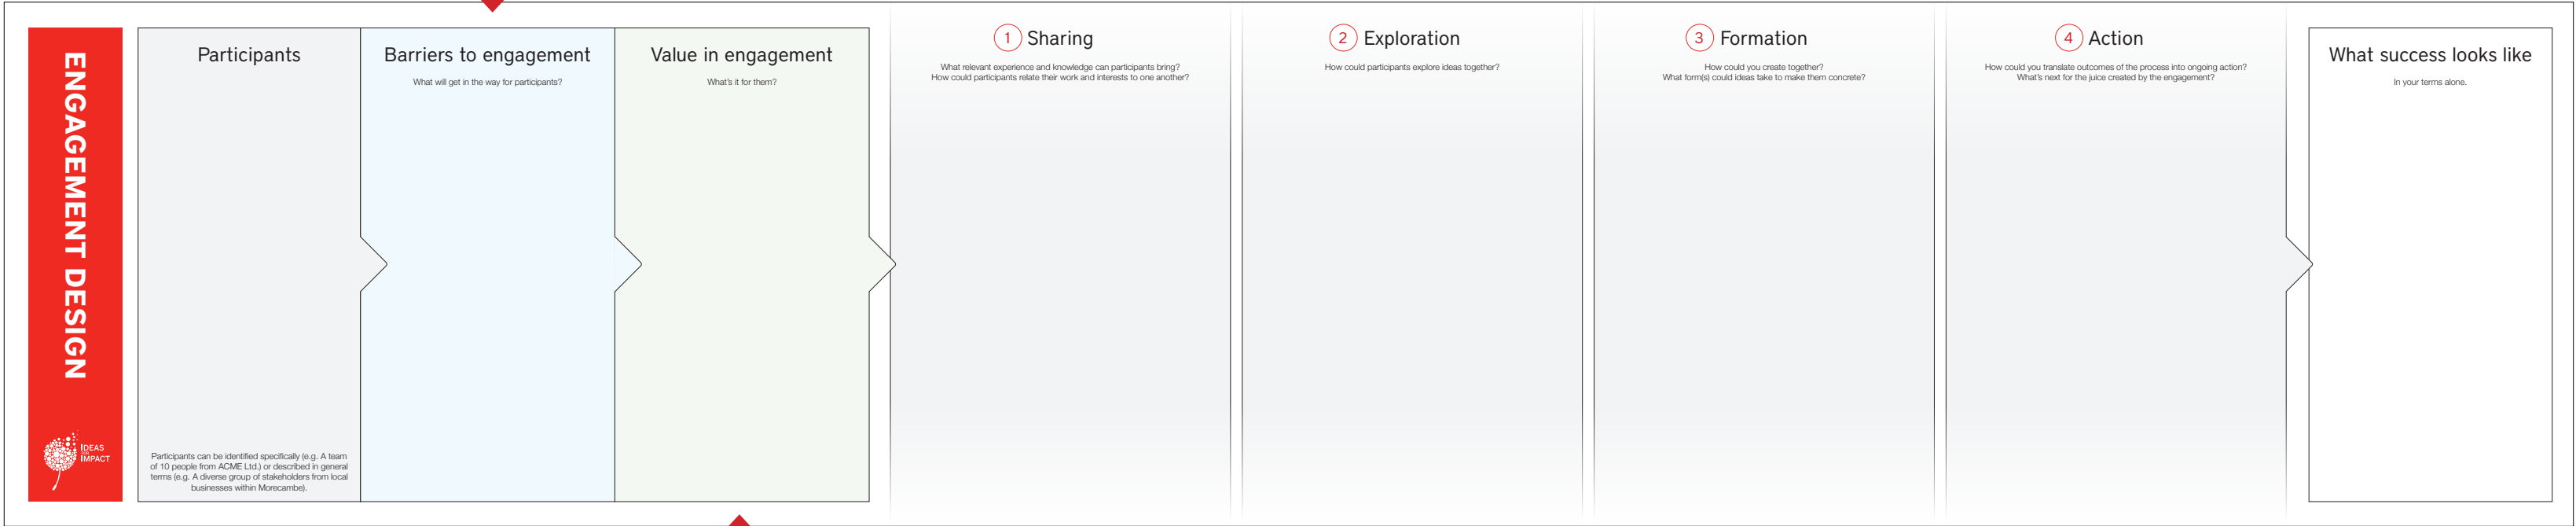 ENGAGEMENT DESIGN
IDEAS
FOR
IMPACT
Participants
Participants can be identified specifically (e.g. A team
of 10 people from ACME Ltd.) or described in general
terms (e.g. A diverse group of stakeholders from local
businesses within Morecambe).
Barriers to engagement
What will get in the way for participants?
Value in engagement
What's it for them?
1 Sharing
What relevant experience and knowledge can participants bring?
How could participants relate their work and interests to one another?
2 Exploration
How could participants explore ideas together?
3 Formation
How could you create together?
What form(s) could ideas take to make them concrete?
4 Action
How could you translate outcomes of the process into ongoing action?
What's next for the juice created by the engagement?
What success looks like
In your terms alone.